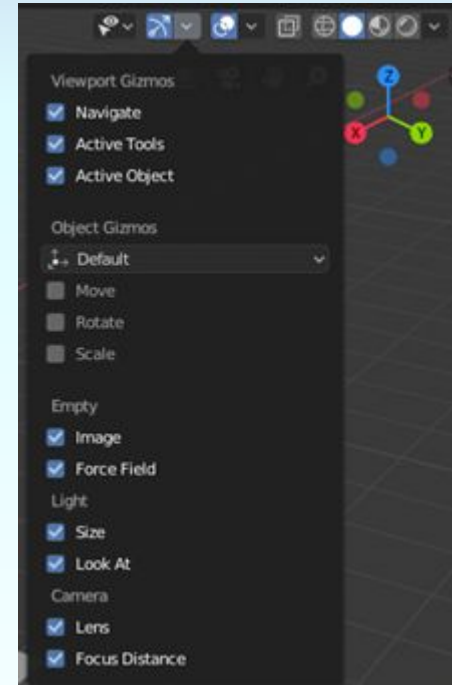 Z
X
Y
Viewport Gizmos
Navigate
Active Tools
Active Object
Object Gizmos
Default
Move
Rotate
Scale
Empty
Image
Force Field
Light
Size
Look At
Camera
Lens
Focus Distance